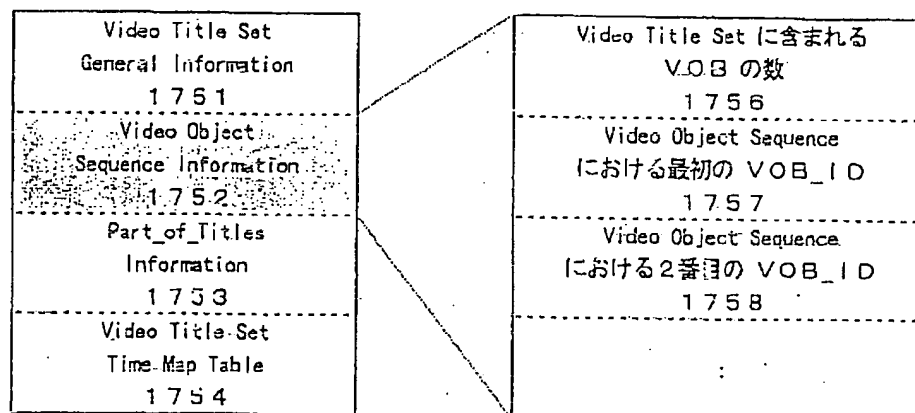 Video Title Set
General Information
1751
Video Object
Sequence Information
1752
Part_of_Titles
Information
1753
Video Title Set
Time Map Table
1754
Video Title Set に含まれる
VOB の数
1756
Video Object Sequence
における最初の VOB_ID
1757
Video Object Sequence
における2番目の VOB_ID
1758
: